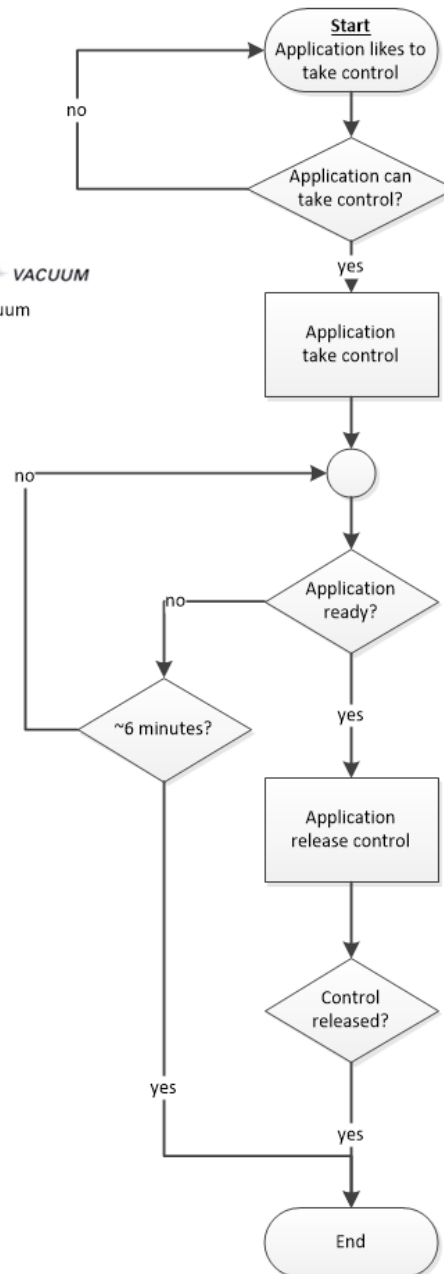 Start
Application likes to
take control
no
Application can
take control?
yes
VACUUM
Application
take control
no
Application
ready?
no
~6 minutes?
yes
Application
release control
Control
released?
yes
yes
End